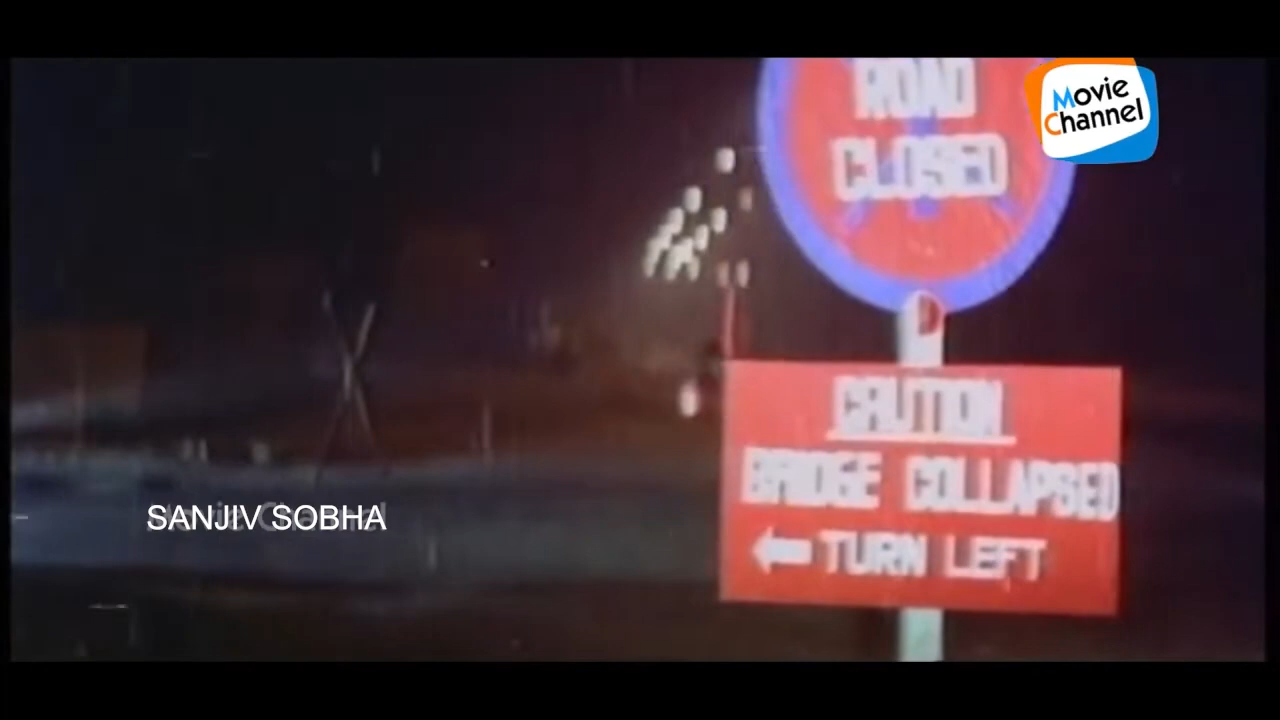 Movie
Channel
ROAD
CLOSED
CAUTION
BRIDGE COLLAPSED
TURN LEFT
SANJIV SOBHA